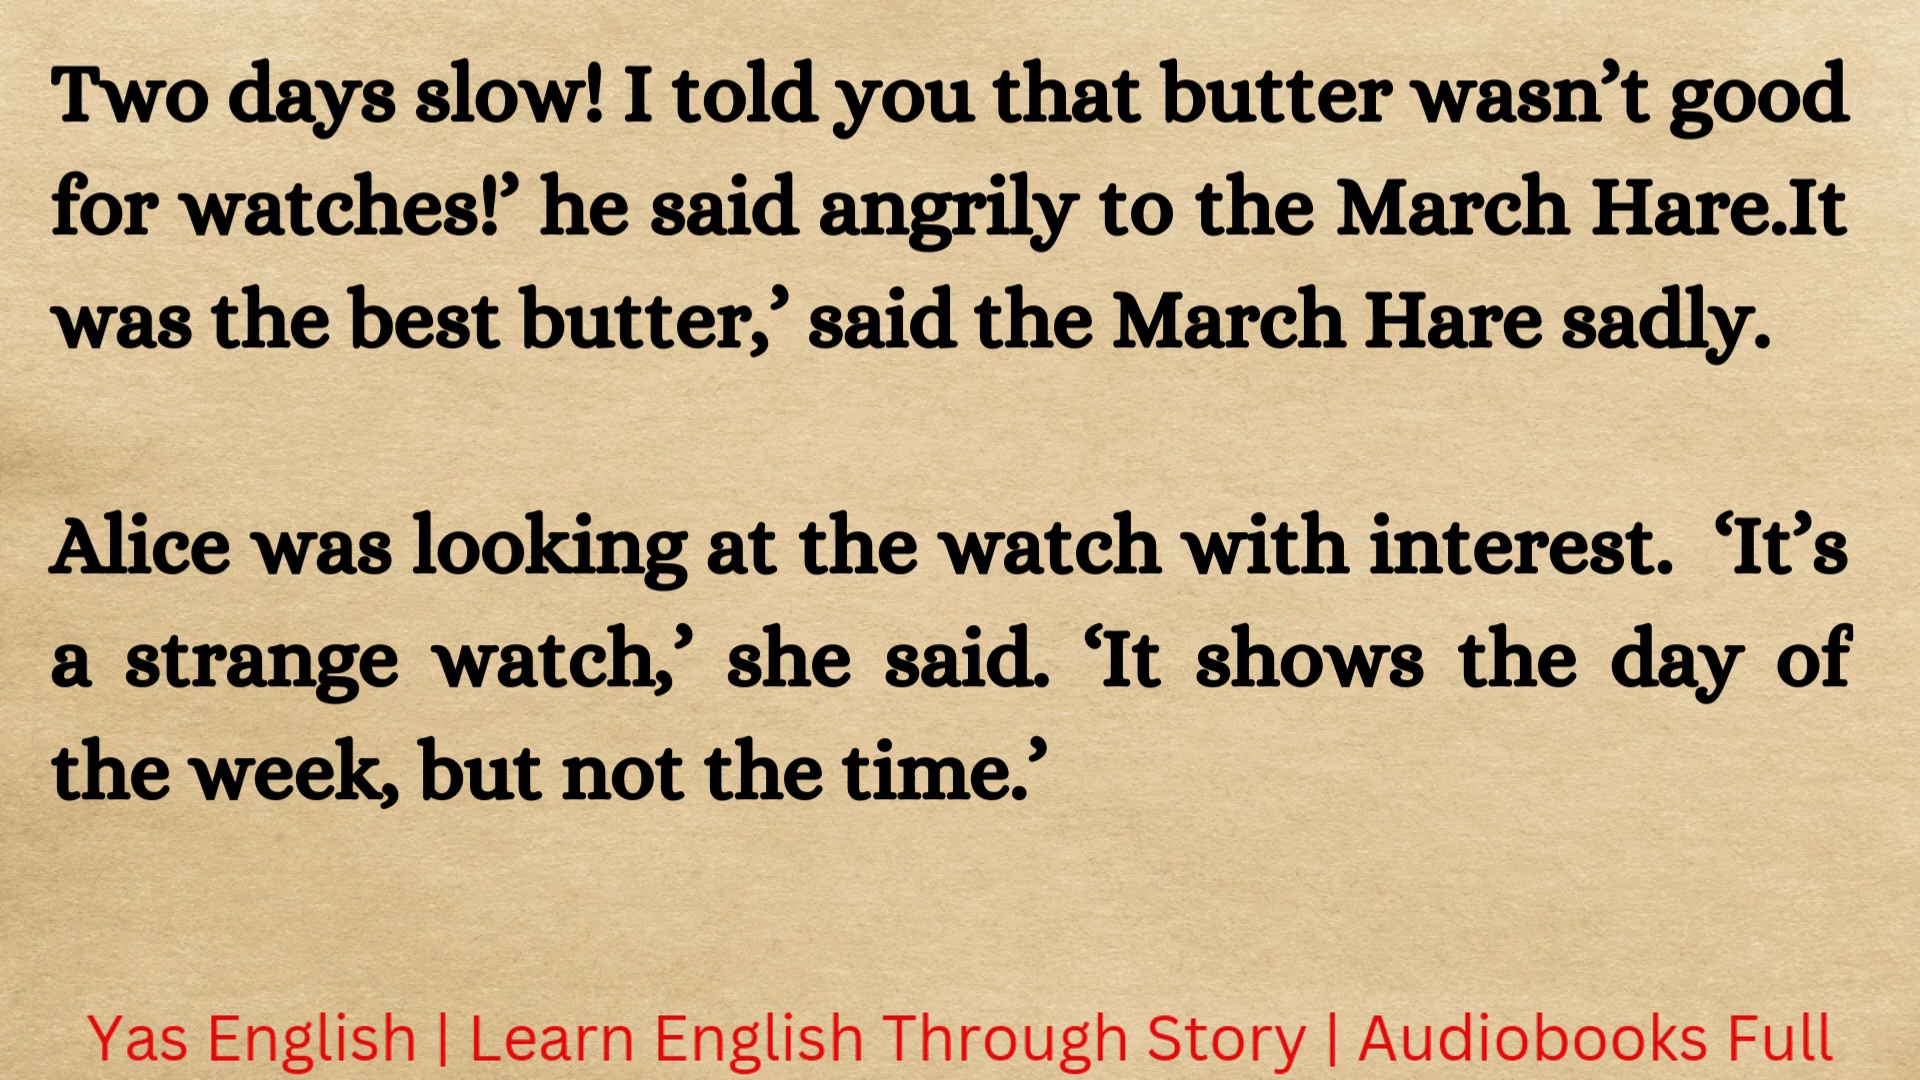 Two days slow! I told you that butter wasn’t good
for watches!’ he said angrily to the March Hare.It
was the best butter,’ said the March Hare sadly.
Alice was looking at the watch with interest. ‘It’s
a strange watch,’ she said. ‘It shows the day of
the week, but not the time.’
Yas English | Learn English Through Story | Audiobooks Full